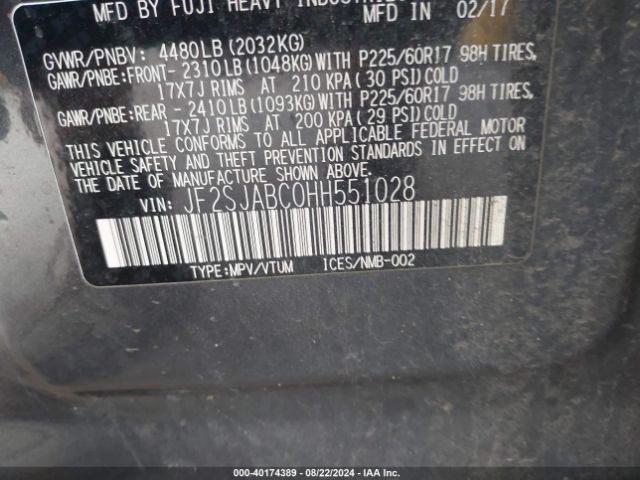 MFD BY FUJI HEAVY
MFD IN 02/17
GVWR/PNBV: 4480LB (2032KG)
GAWR/PNBE:FRONT- 2310LB (1048KG)WITH P225/60R17 98H TIRES,
17X7J RIMS AT 210 KPA (30 PSI)COLD
GAWR/PNBE:REAR - 2410LB (1093KG)WITH P225/60R17 98H TIRES,
17X7J RIMS AT 200 KPA (29 PSI)COLD
THIS VEHICLE CONFORMS TO ALL APPLICABLE FEDERAL MOTOR
VEHICLE SAFETY AND THEFT PREVENTION STANDARDS IN EFFECT ON
THE DATE OF MANUFACTURE SHOWN ABOVE.
VIN: JF2SJABC0HH551028
TYPE:MPV/VTUM ICES/NMB-002
000-40174389 - 08/22/2024 - IAA Inc.